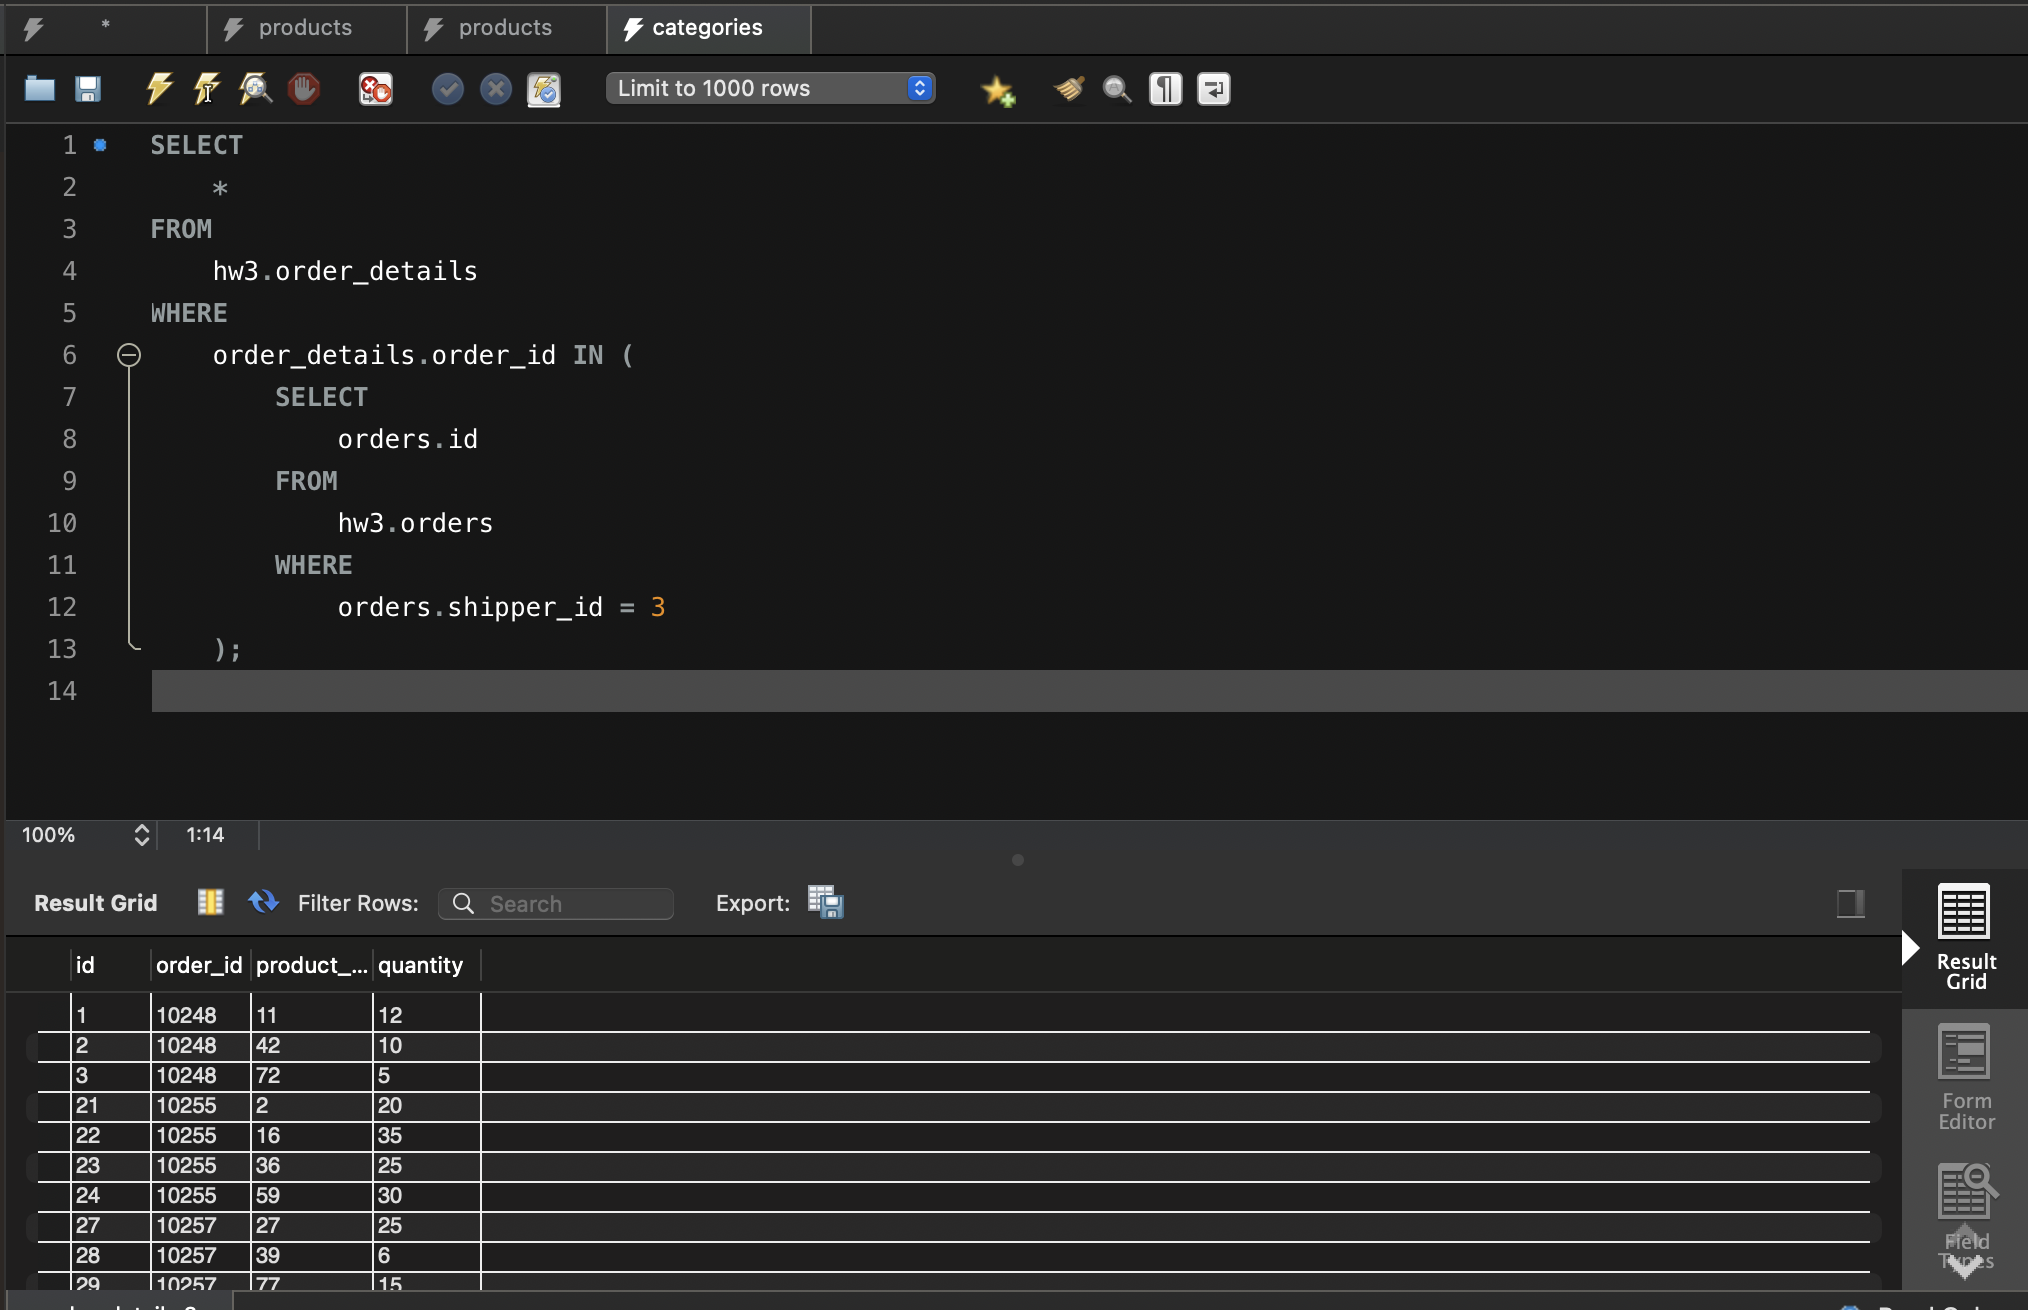 *
products
products
categories
Limit to 1000 rows
1 SELECT
2 *
3 FROM
4 hw3.order_details
5 WHERE
6 order_details.order_id IN (
7 SELECT
8 orders.id
9 FROM
10 hw3.orders
11 WHERE
12 orders.shipper_id = 3
13 );
14
100% 1:14
Result Grid Filter Rows: Search Export:
id order_id product_... quantity
1 10248 11 12
2 10248 42 10
3 10248 72 5
21 10255 2 20
22 10255 16 35
23 10255 36 25
24 10255 59 30
27 10257 27 25
28 10257 39 6
29 10257 77 15
Result
Grid
Form
Editor
Field
Types